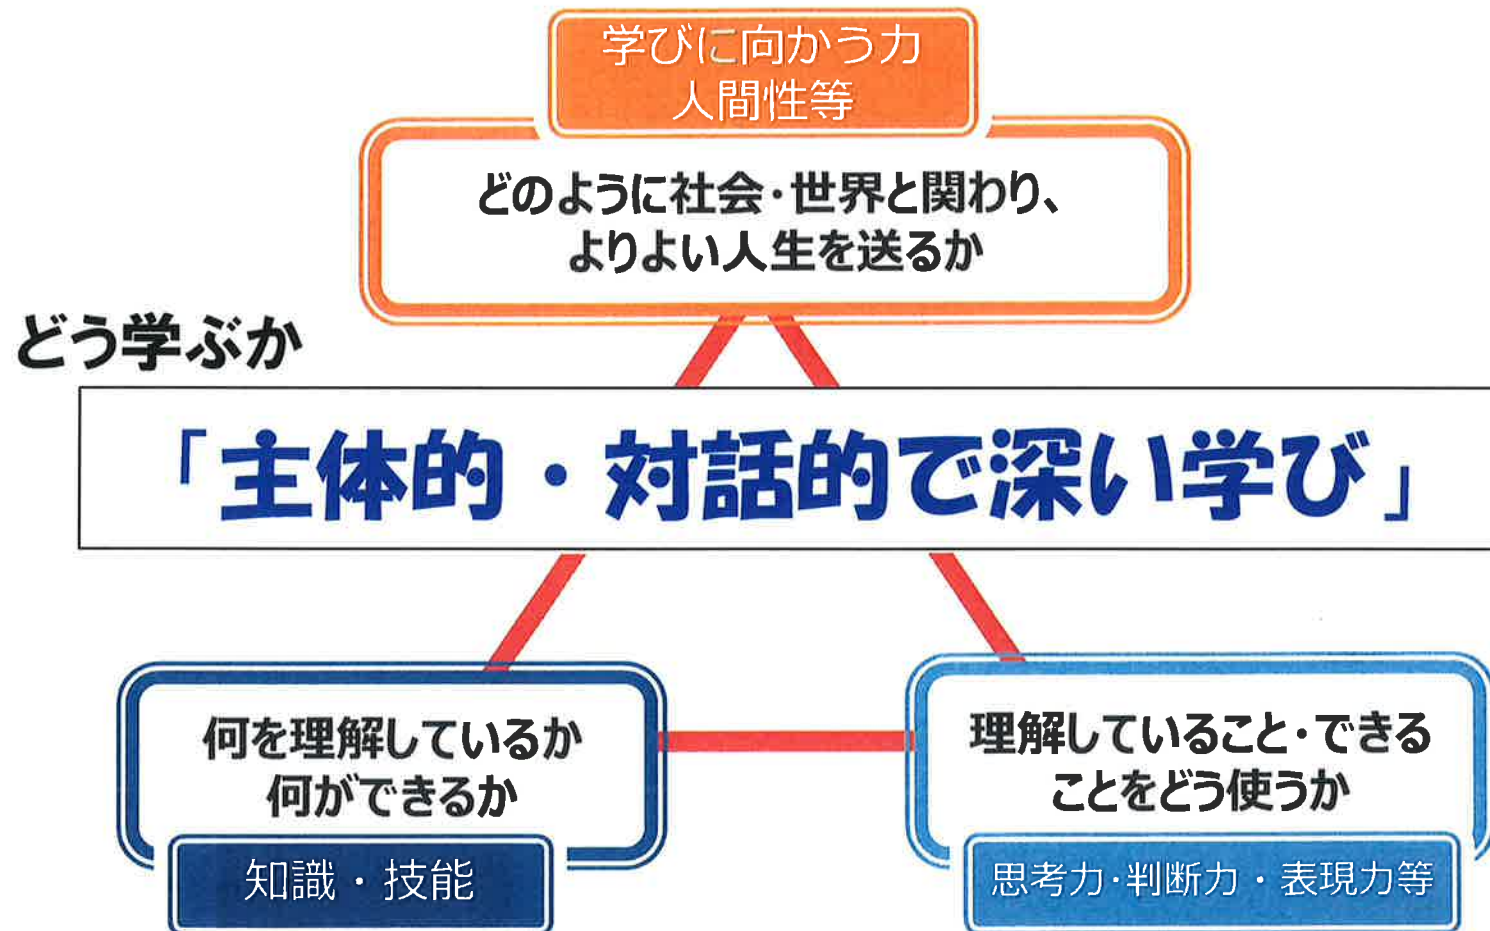 学びに向かう力
人間性等
どのように社会・世界と関わり、
よりよい人生を送るか
どう学ぶか
「主体的・対話的で深い学び」
何を理解しているか
何ができるか
知識・技能
理解していること・できる
ことをどう使うか
思考力・判断力・表現力等